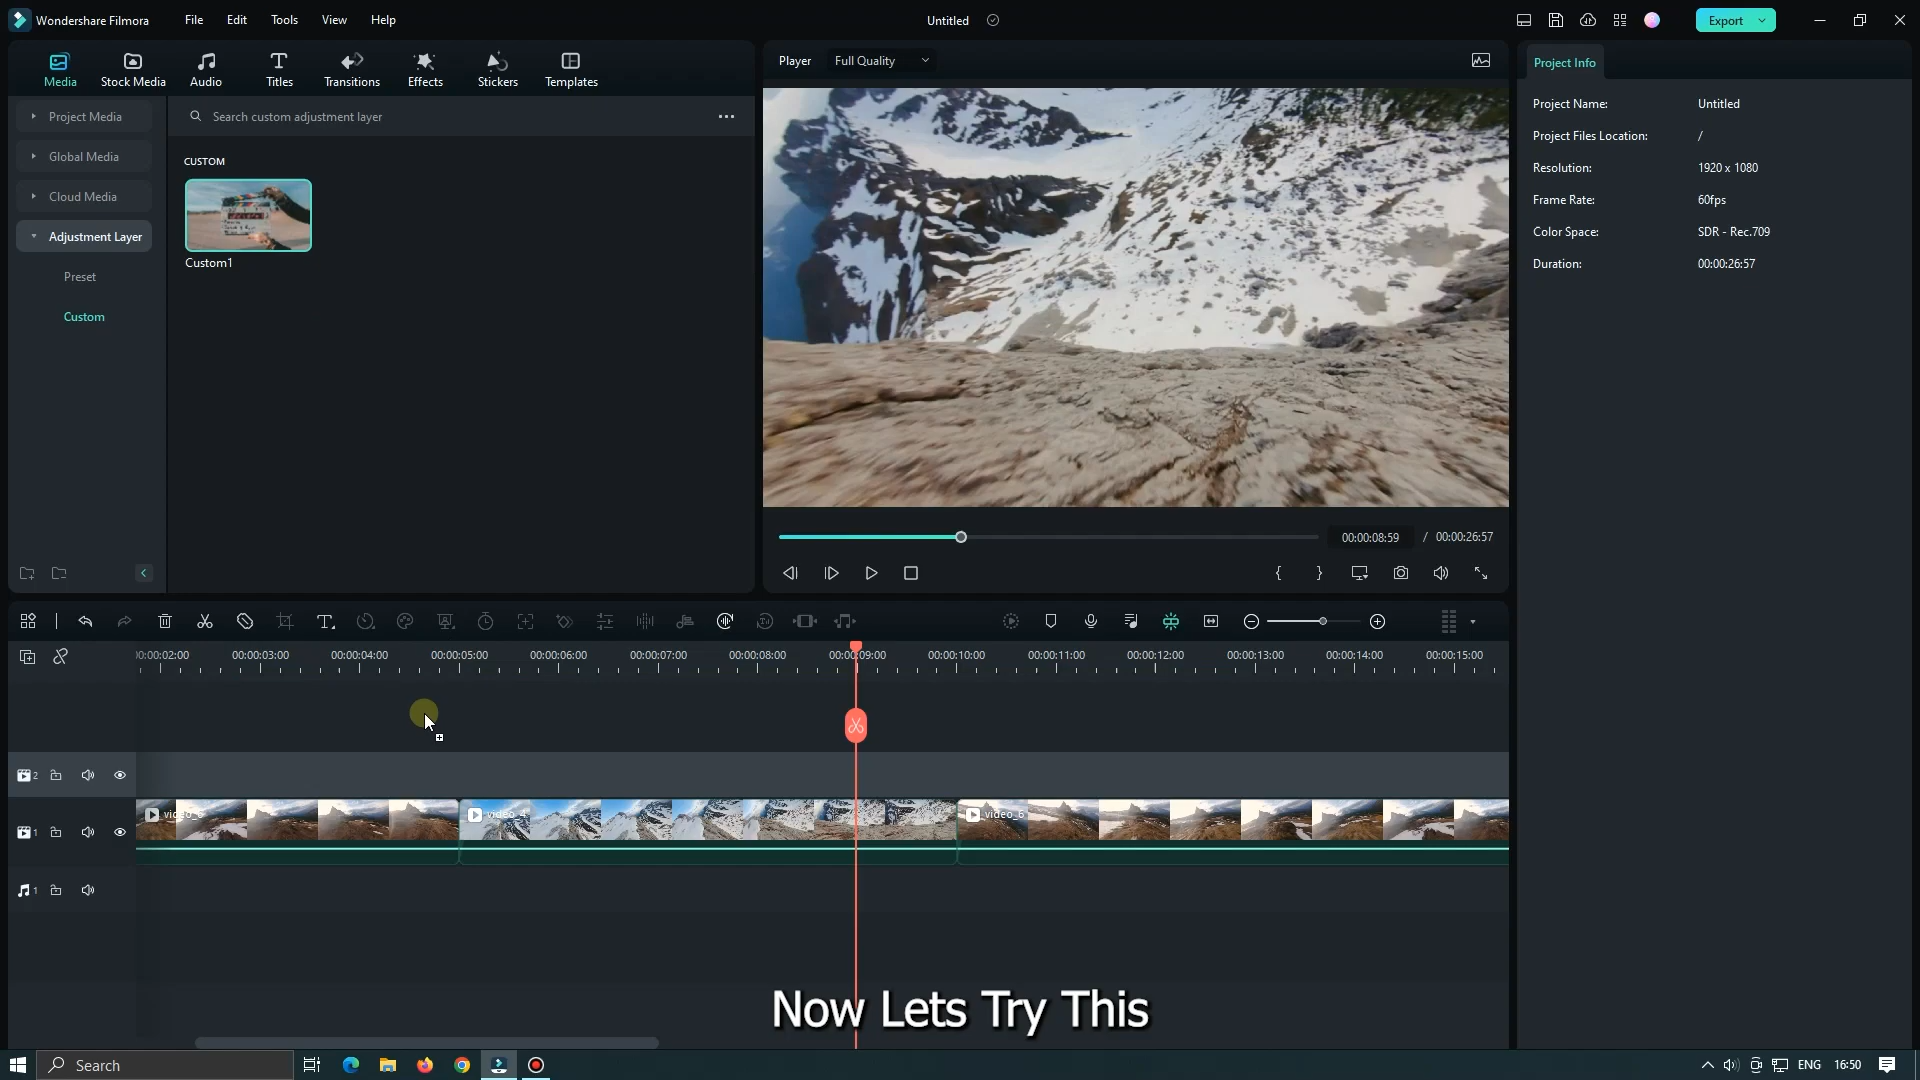 Wondershare Filmora
File
Edit
Tools
View
Help
Untitled
Export
Media
Stock Media
Audio
Titles
Transitions
Effects
Stickers
Templates
Player
Full Quality
Project Info
Project Media
Global Media
Cloud Media
Adjustment Layer
Preset
Custom
Search custom adjustment layer
CUSTOM
Custom1
Project Name: Untitled
Project Files Location: /
Resolution: 1920 x 1080
Frame Rate: 60fps
Color Space: SDR - Rec.709
Duration: 00:00:26:57
00:00:08:59 / 00:00:26:57
00:00:02:00 00:00:03:00 00:00:04:00 00:00:05:00 00:00:06:00 00:00:07:00 00:00:08:00 00:00:09:00 00:00:10:00 00:00:11:00 00:00:12:00 00:00:13:00 00:00:14:00 00:00:15:00
2
1
video_4
video_6
1
Now Lets Try This
Search
ENG
16:50